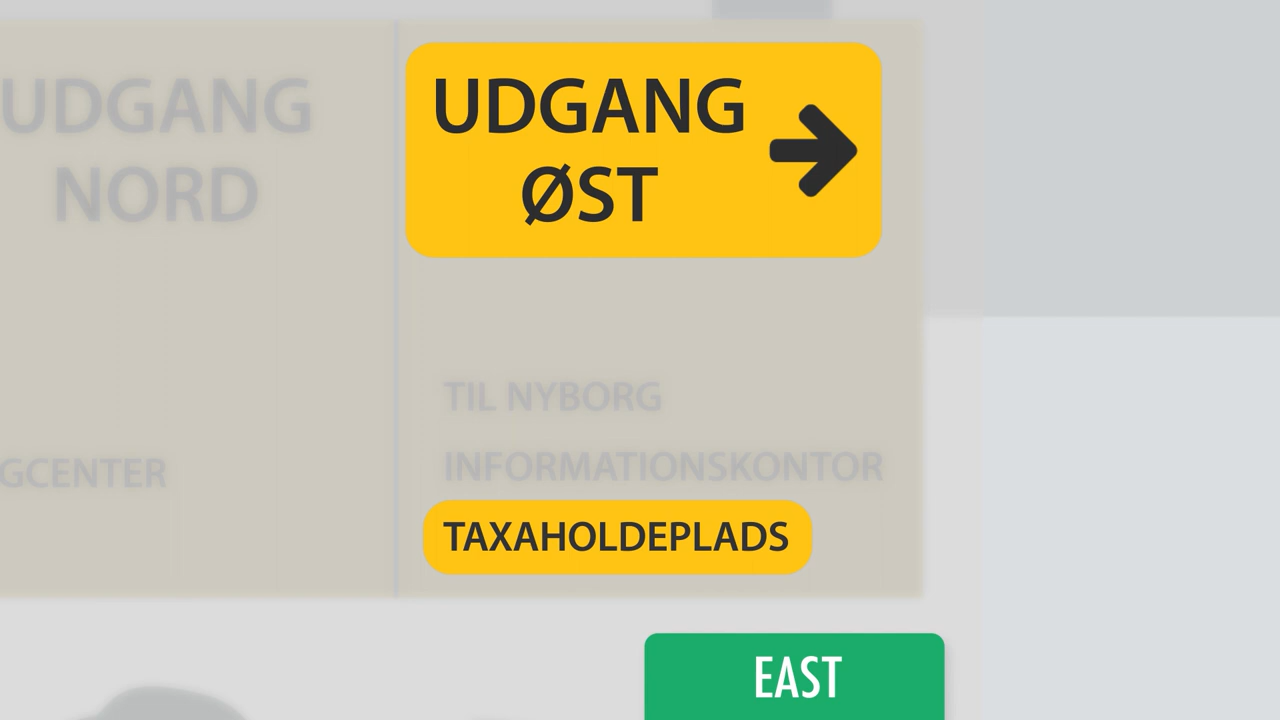 UDGANG
NORD
GCENTER
UDGANG
ØST
TIL NYBORG
INFORMATIONSKONTOR
TAXAHOLDEPLADS
EAST